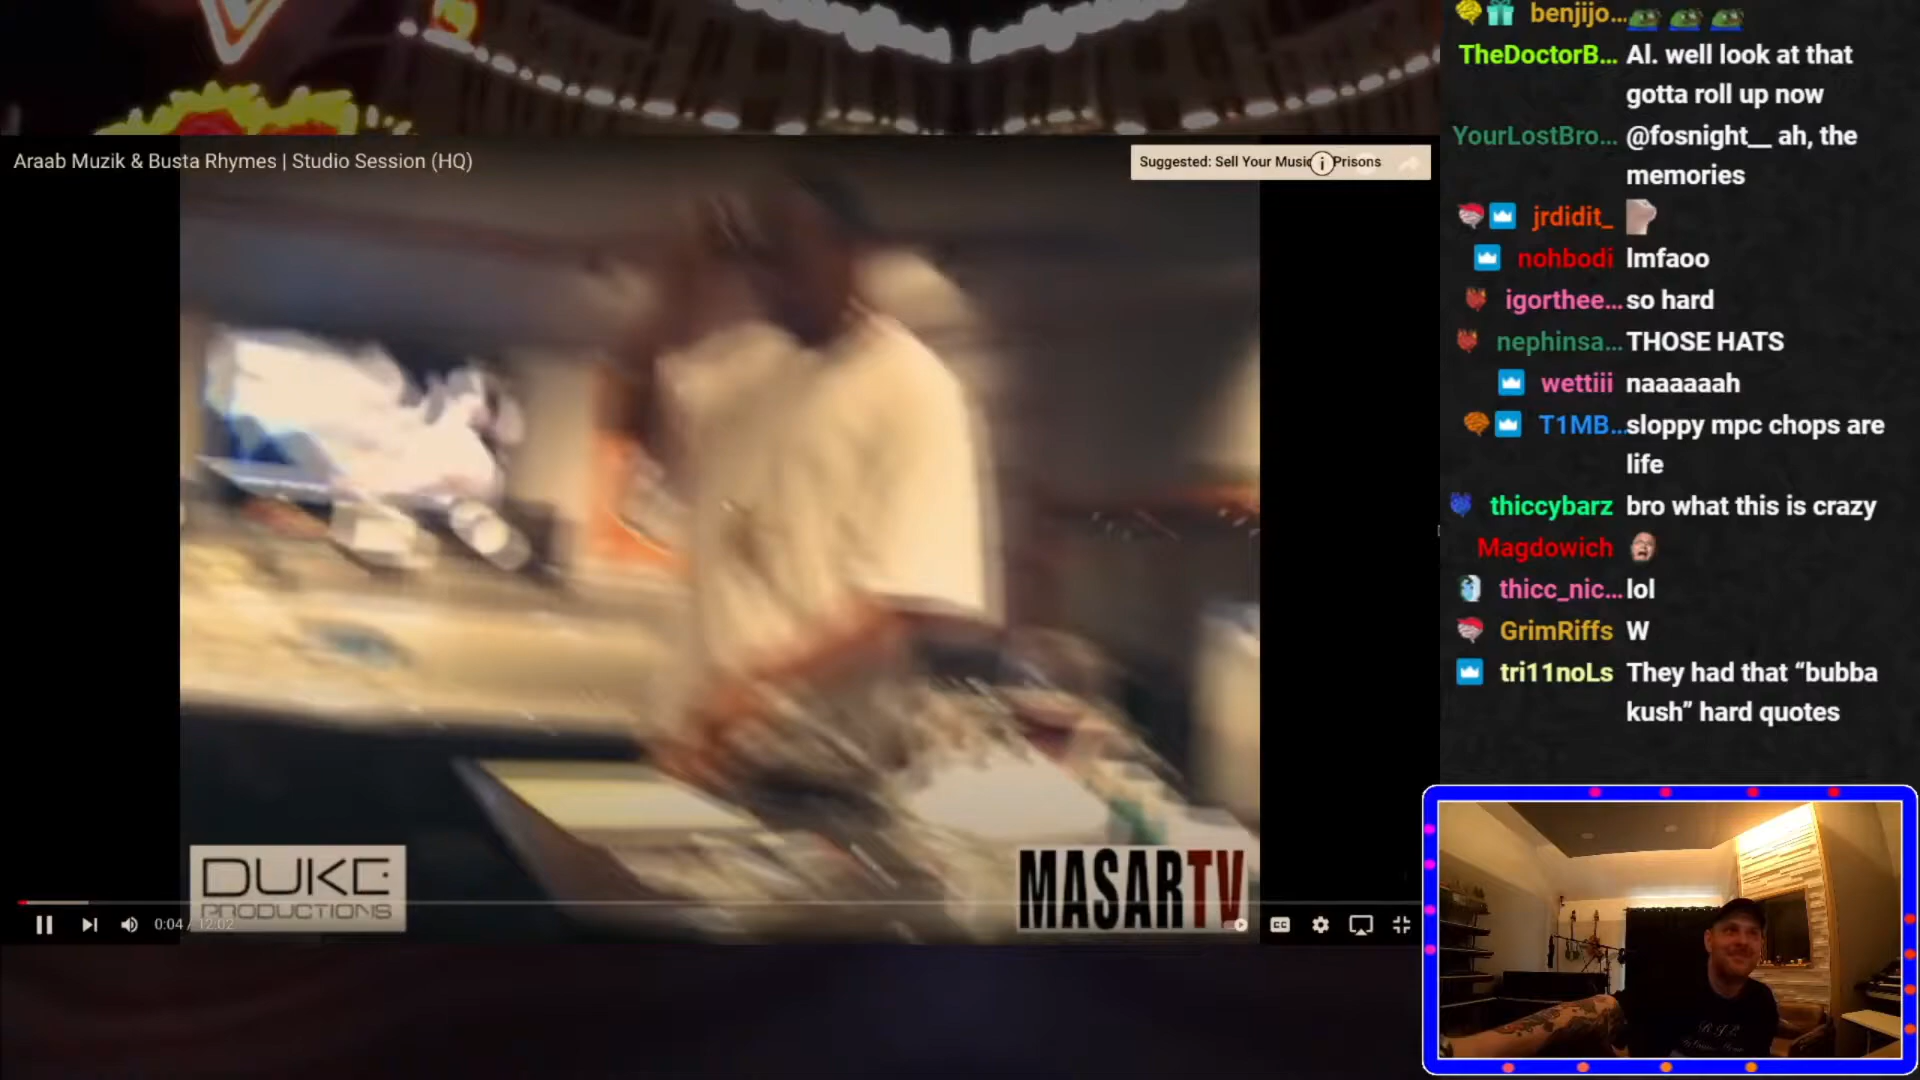 Araab Muzik & Busta Rhymes | Studio Session (HQ)
Suggested: Sell Your Music Prisons
DUKE
PRODUCTIONS
MASARTV
0:04 / 12:02
CC
benjijo...
TheDoctorB... Al. well look at that
gotta roll up now
YourLostBro... @fosnight__ ah, the
memories
jrdidit_
nohbodi lmfaoo
igorthee... so hard
nephinsa... THOSE HATS
wettiii naaaaaah
T1MB... sloppy mpc chops are
life
thiccybarz bro what this is crazy
Magdowich
thicc_nic... lol
GrimRiffs W
tri11noLs They had that “bubba
kush” hard quotes